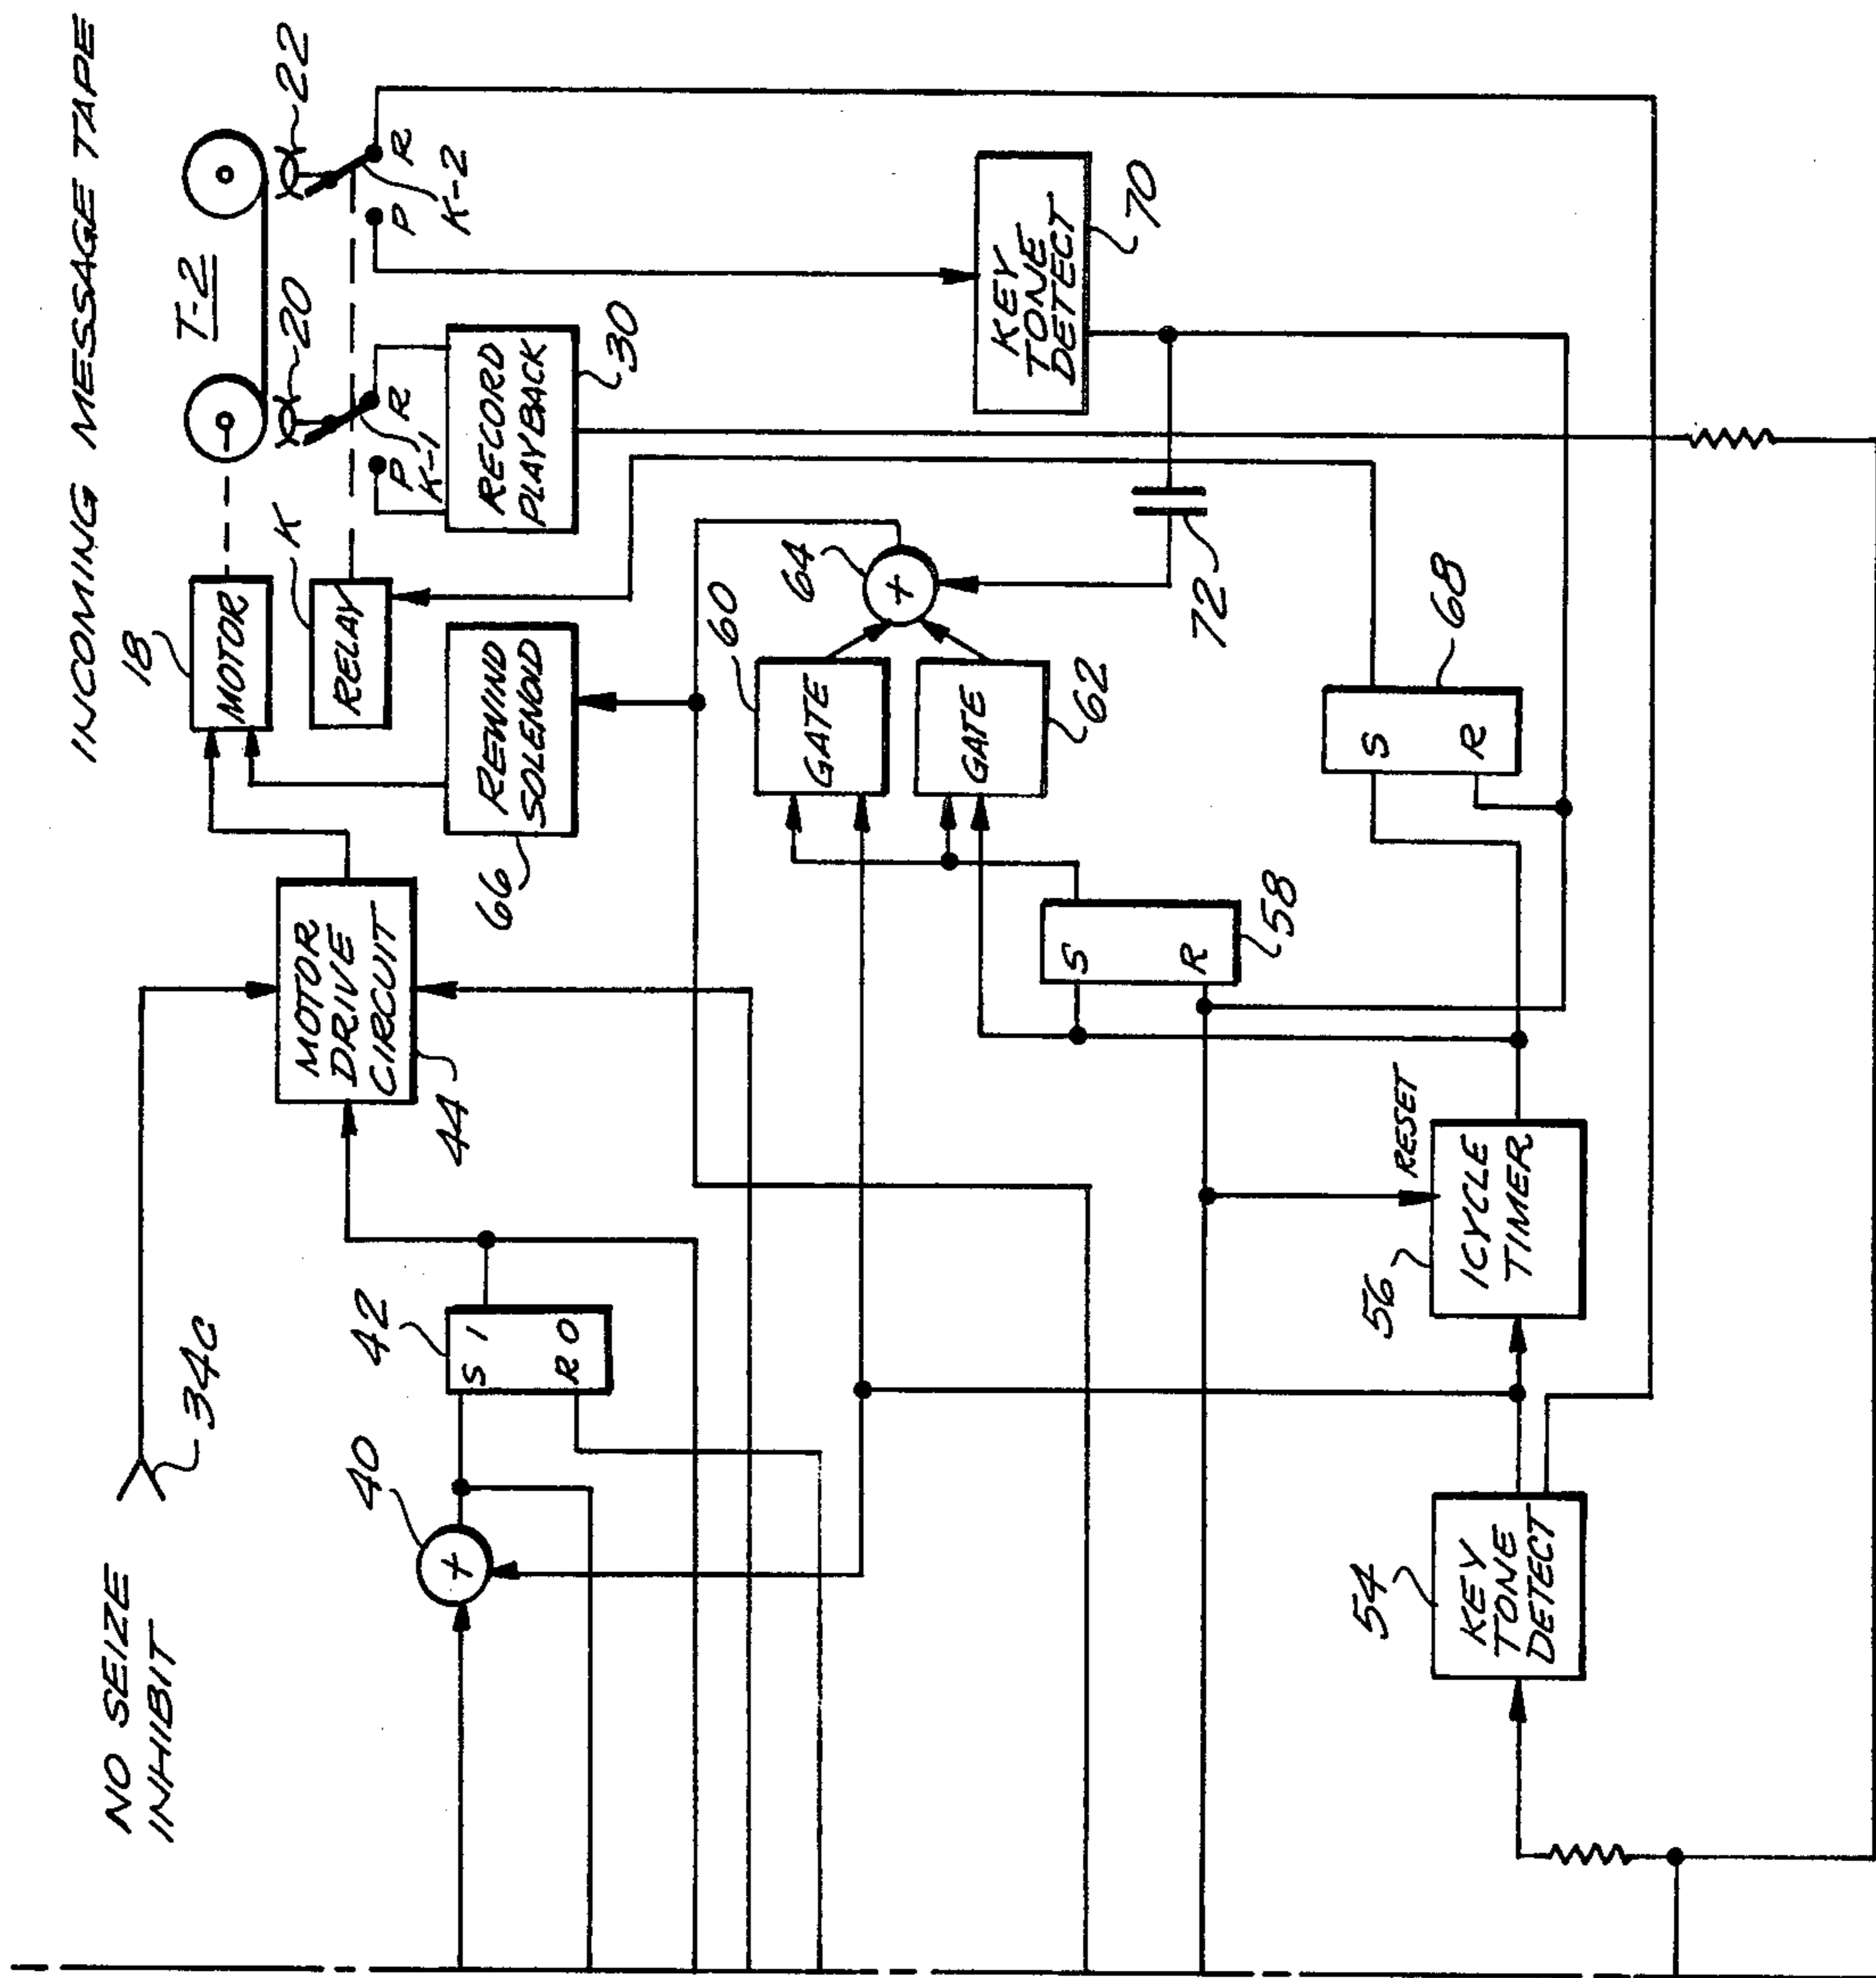 INCOMING MESSAGE TAPE
NO SEIZE
INHIBIT
34C
18
MOTOR
T-2
20
22
K
RELAY
P
R
K-1
P
R
K-2
MOTOR
DRIVE
CIRCUIT
44
REWIND
SOLENOID
66
RECORD
PLAYBACK
30
40
42
S 1
R 0
60
GATE
64
GATE
62
72
KEY
TONE
DETECT
70
S
R
58
S
R
68
54
KEY
TONE
DETECT
56
RESET
ICYCLE
TIMER